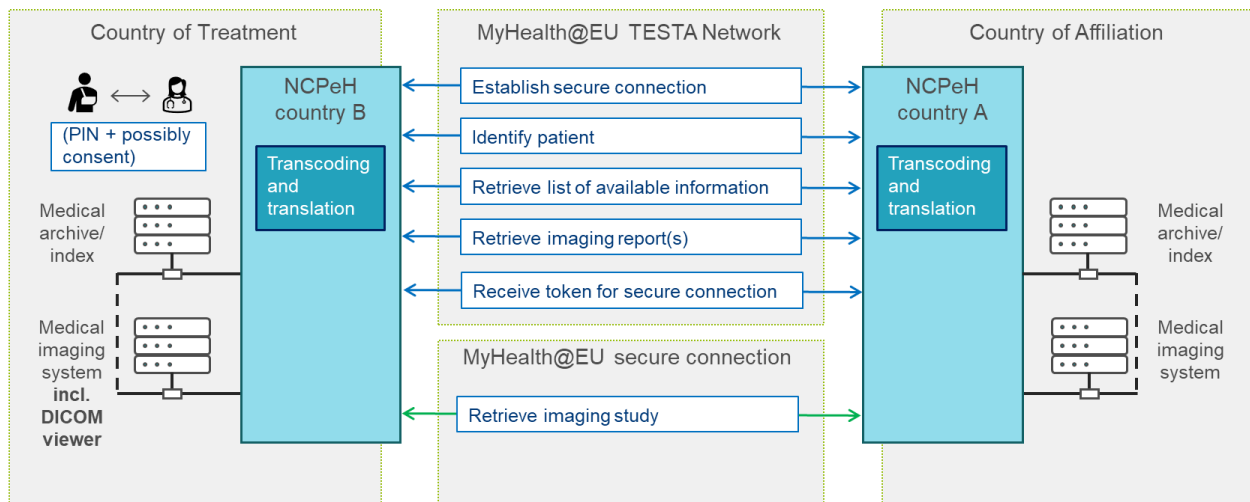 Country of Treatment
MyHealth@EU TESTA Network
Country of Affiliation
(PIN + possibly
consent)
NCPeH
country B
Transcoding
and
translation
Medical
archive/
index
Medical
imaging
system
incl.
DICOM
viewer
Establish secure connection
Identify patient
Retrieve list of available information
Retrieve imaging report(s)
Receive token for secure connection
MyHealth@EU secure connection
Retrieve imaging study
NCPeH
country A
Transcoding
and
translation
Medical
archive/
index
Medical
imaging
system